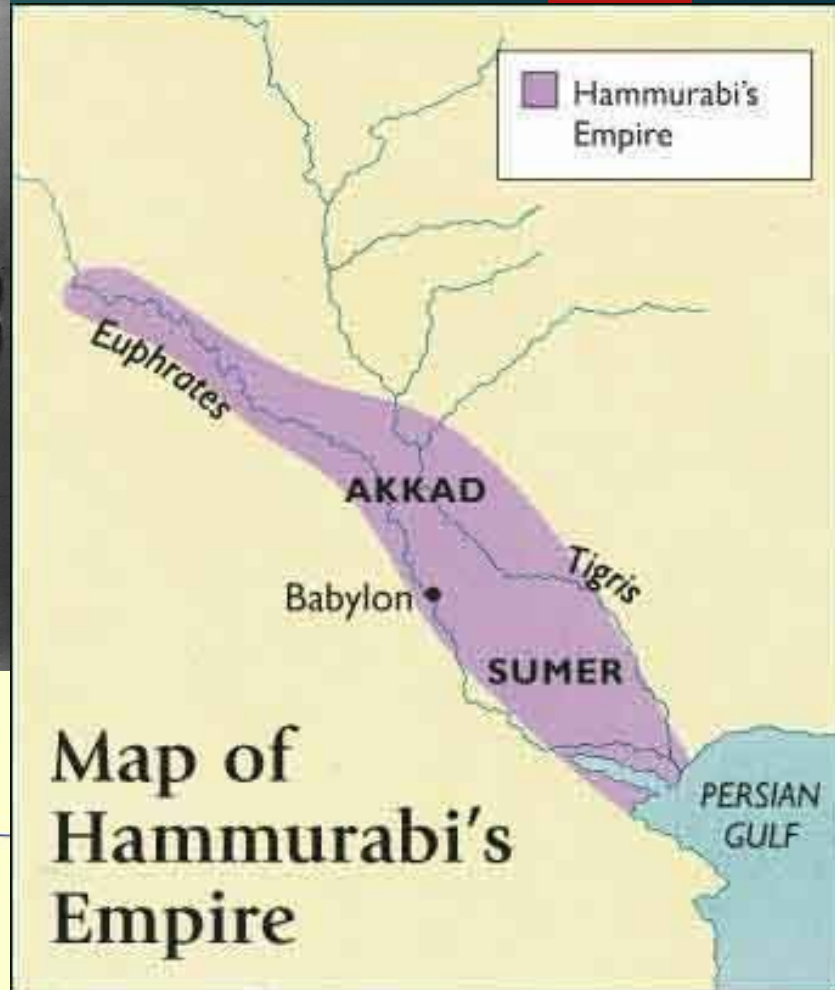 Hammurabi's
Empire
Euphrates
AKKAD
Tigris
Babylon
SUMER
PERSIAN
GULF
Map of
Hammurabi's
Empire